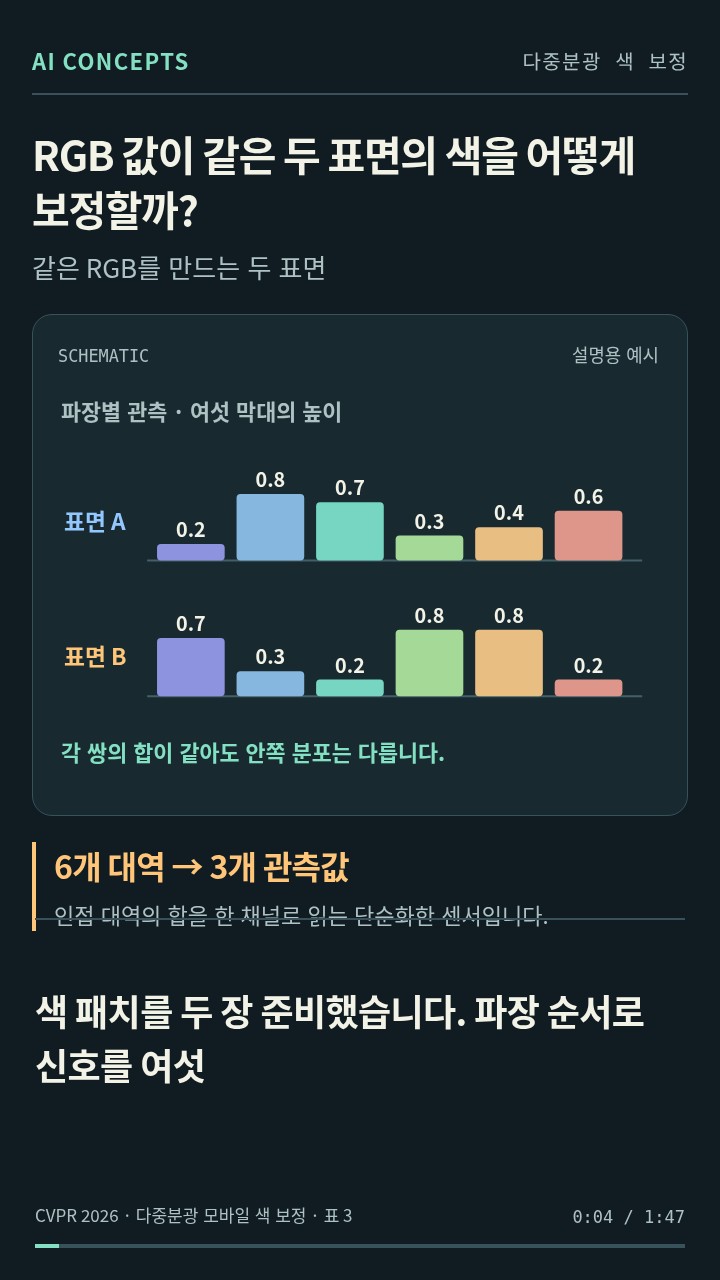 AI CONCEPTS
다중분광 색 보정
RGB 값이 같은 두 표면의 색을 어떻게
보정할까?
같은 RGB를 만드는 두 표면
SCHEMATIC
설명용 예시
파장별 관측 · 여섯 막대의 높이
표면 A
0.2 0.8 0.7 0.3 0.4 0.6
표면 B
0.7 0.3 0.2 0.8 0.8 0.2
각 쌍의 합이 같아도 안쪽 분포는 다릅니다.
6개 대역 → 3개 관측값
인접 대역의 합을 한 채널로 읽는 단순화한 센서입니다.
색 패치를 두 장 준비했습니다. 파장 순서로
신호를 여섯
CVPR 2026 · 다중분광 모바일 색 보정 · 표 3
0:04 / 1:47